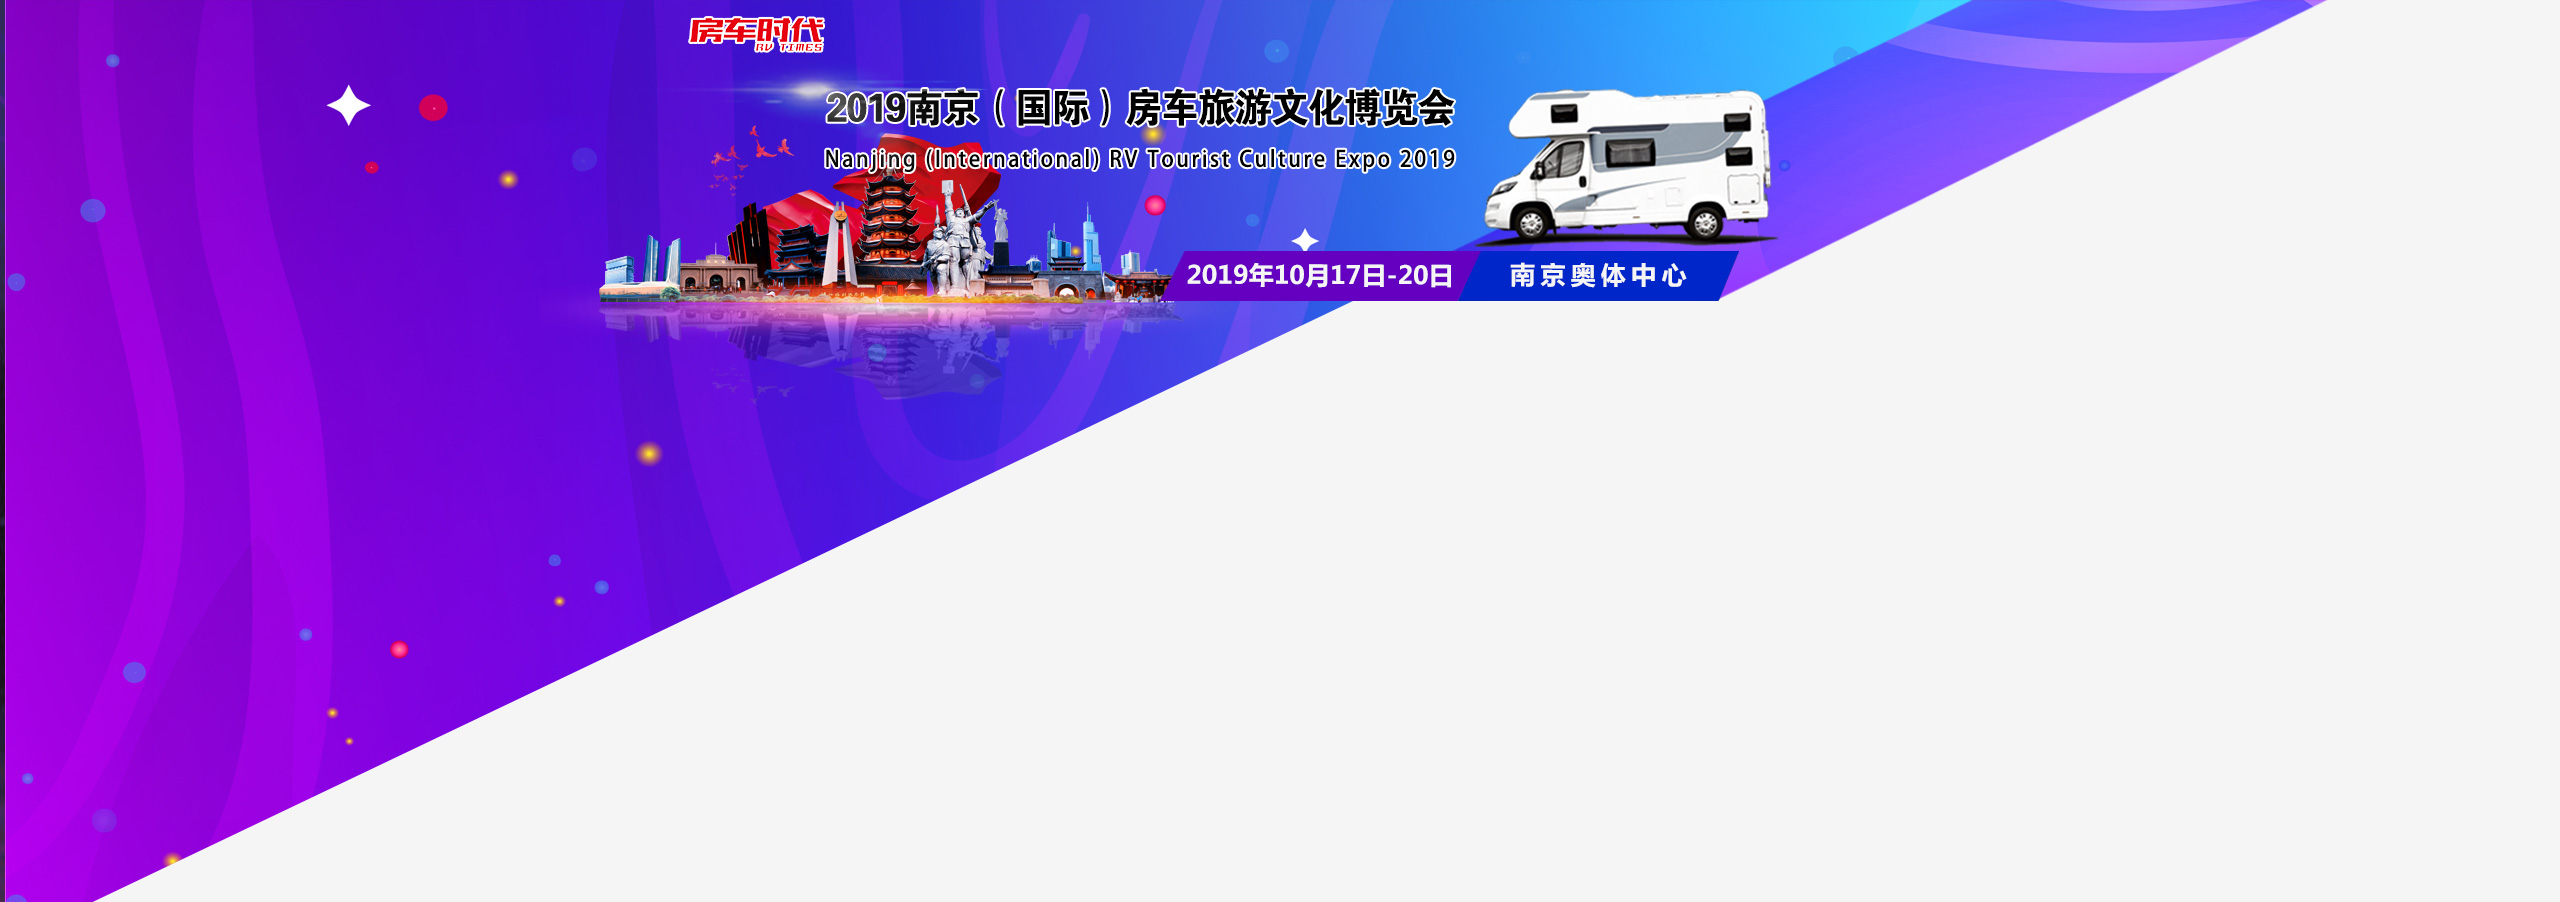 房车时代
RV TIMES
2019南京（国际）房车旅游文化博览会
Nanjing (International) RV Tourist Culture Expo 2019
2019年10月17日-20日
南京奥体中心